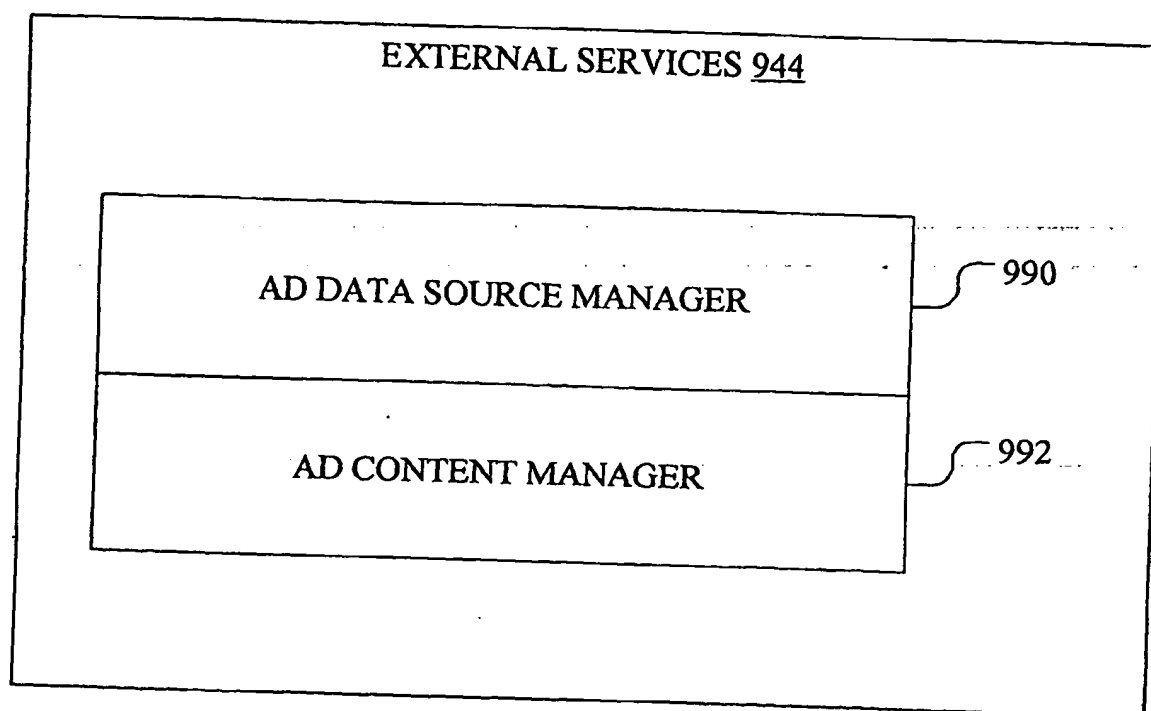 EXTERNAL SERVICES 944
AD DATA SOURCE MANAGER
990
AD CONTENT MANAGER
992